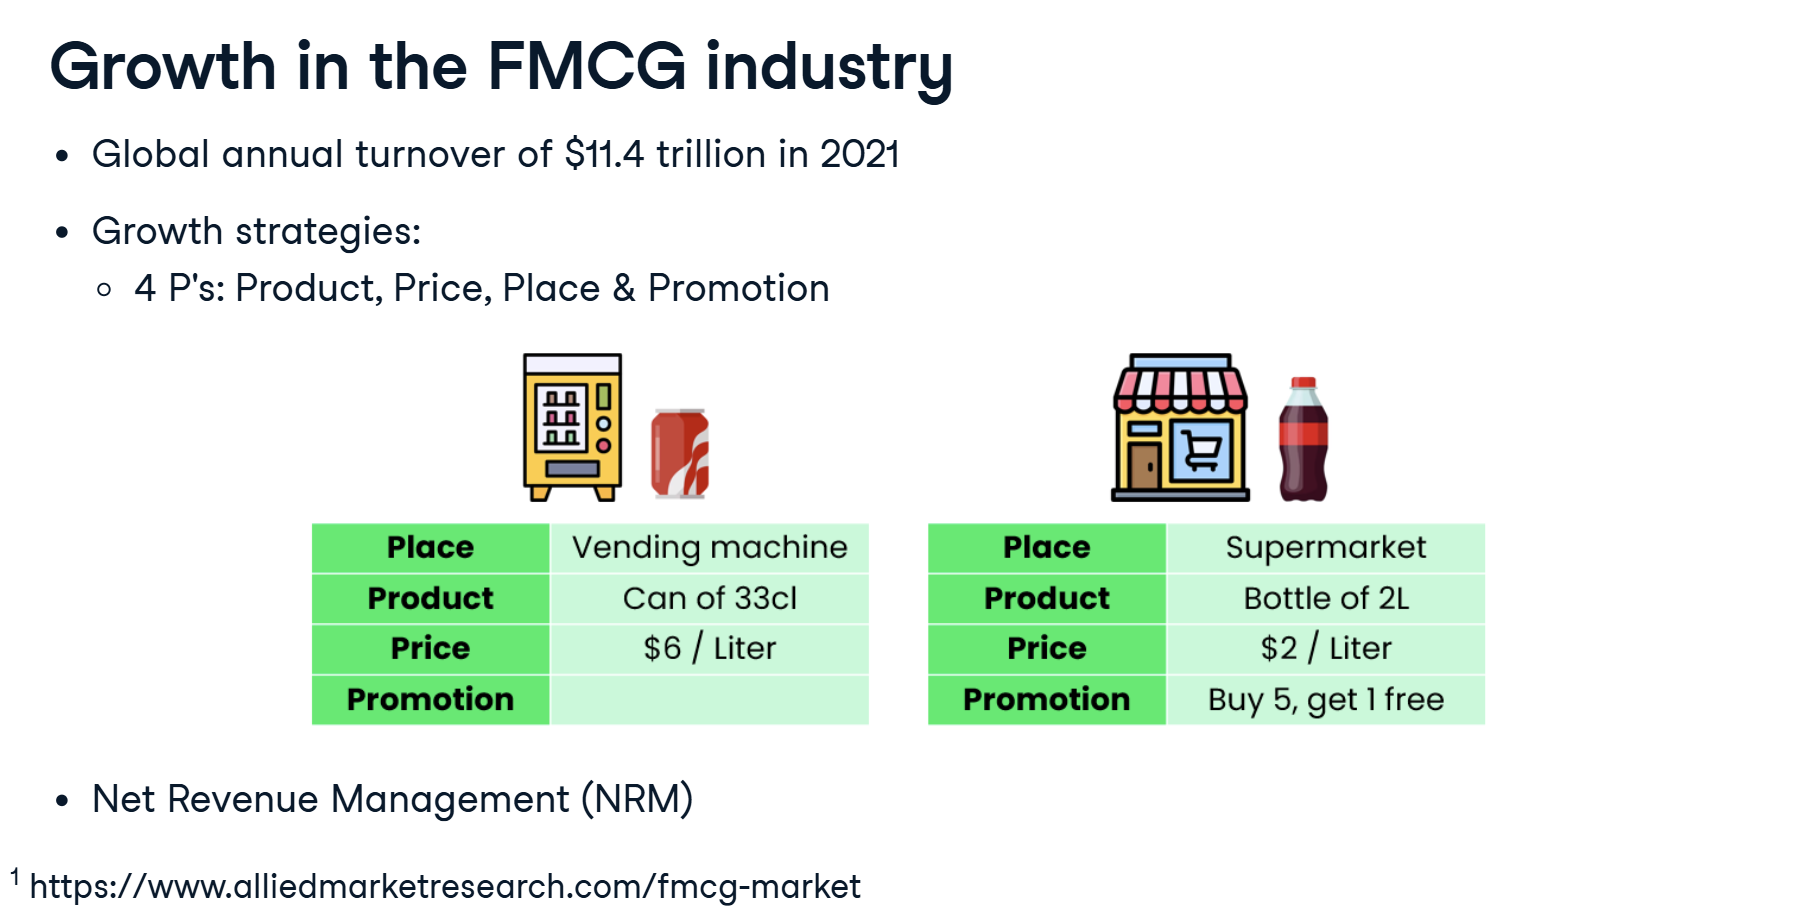 Growth in the FMCG industry
• Global annual turnover of $11.4 trillion in 2021
• Growth strategies:
○ 4 P's: Product, Price, Place & Promotion
Place Vending machine
Product Can of 33cl
Price $6 / Liter
Promotion
Place Supermarket
Product Bottle of 2L
Price $2 / Liter
Promotion Buy 5, get 1 free
• Net Revenue Management (NRM)
1 https://www.alliedmarketresearch.com/fmcg-market